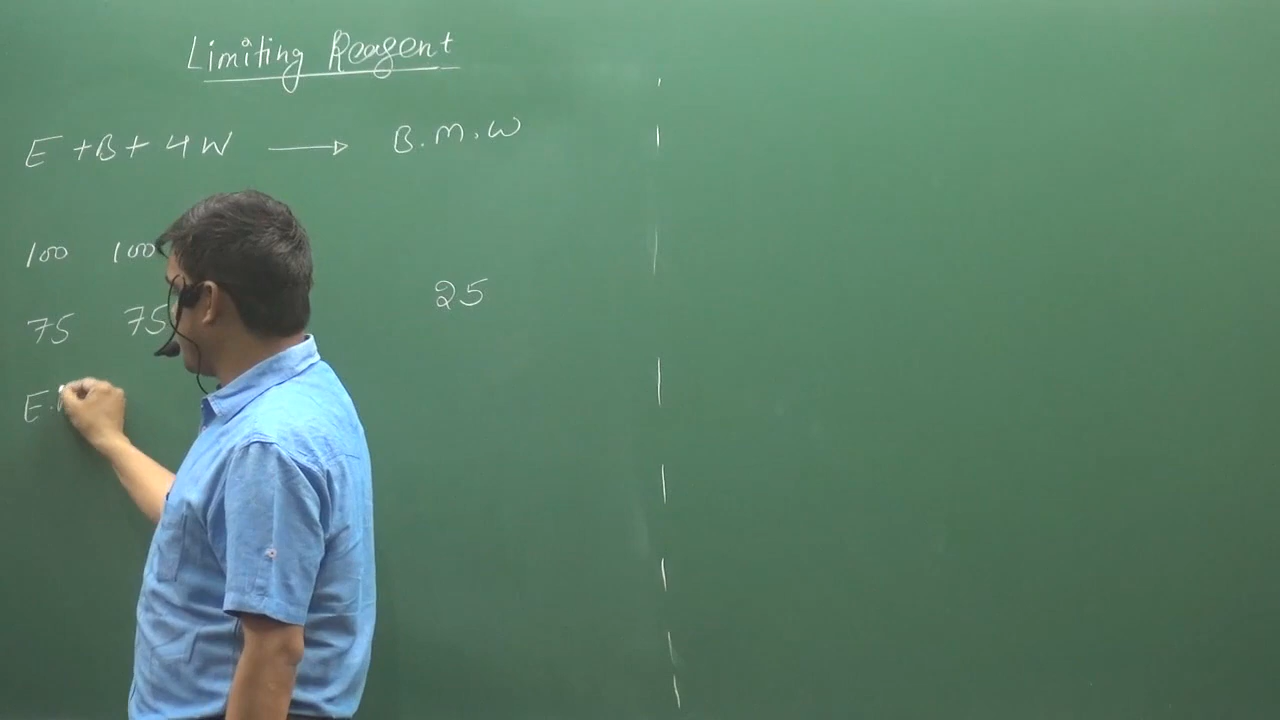 Limiting Reagent
E + B + 4W → B.M.W
100 100
75 75 25
E.